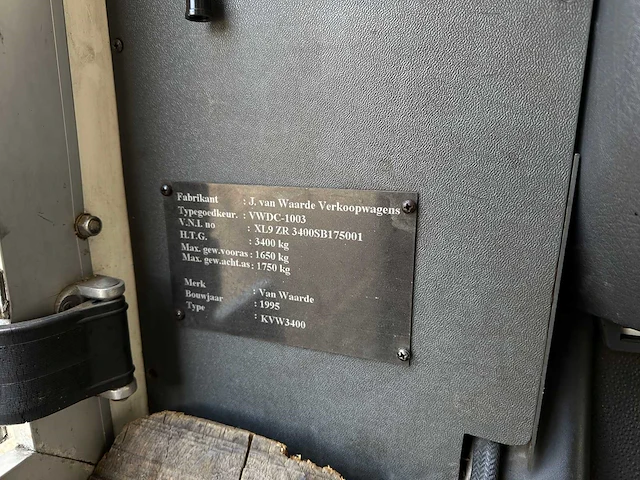 Fabrikant : J. van Waarde Verkoopwagens
Typegoedkeur. : VWDC-1003
V.N.I. no : XL9 ZR 3400SB175001
H.T.G. : 3400 kg
Max. gew.vooras : 1650 kg
Max. gew.acht.as : 1750 kg
Merk : Van Waarde
Bouwjaar : 1995
Type : KVW3400